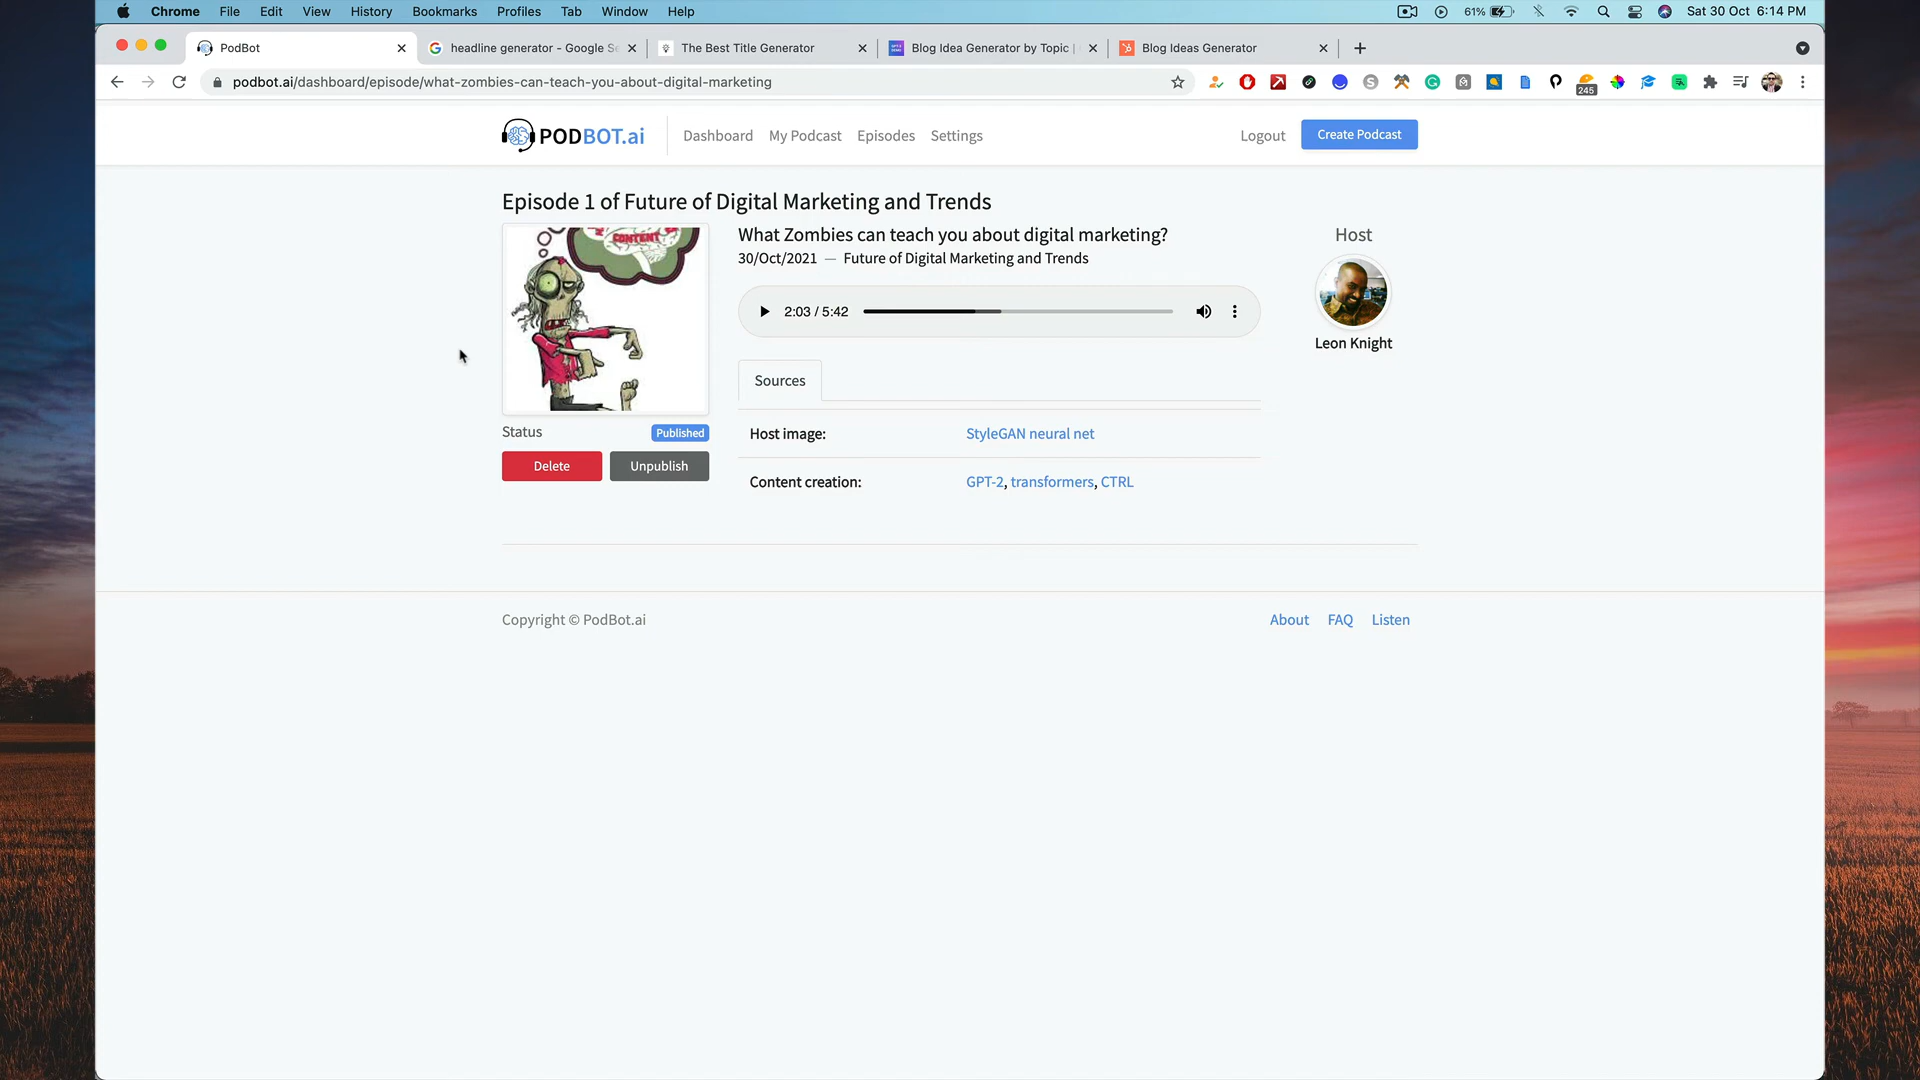 Chrome File Edit View History Bookmarks Profiles Tab Window Help 61% Sat 30 Oct 6:14 PM
PodBot headline generator - Google Se The Best Title Generator Blog Idea Generator by Topic | Blog Ideas Generator
podbot.ai/dashboard/episode/what-zombies-can-teach-you-about-digital-marketing 245
PODBOT.ai Dashboard My Podcast Episodes Settings Logout Create Podcast
Episode 1 of Future of Digital Marketing and Trends
CONTENT
What Zombies can teach you about digital marketing?
30/Oct/2021 — Future of Digital Marketing and Trends
2:03 / 5:42
Host
Leon Knight
Sources
Host image: StyleGAN neural net
Content creation: GPT-2, transformers, CTRL
Status Published
Delete Unpublish
Copyright © PodBot.ai About FAQ Listen